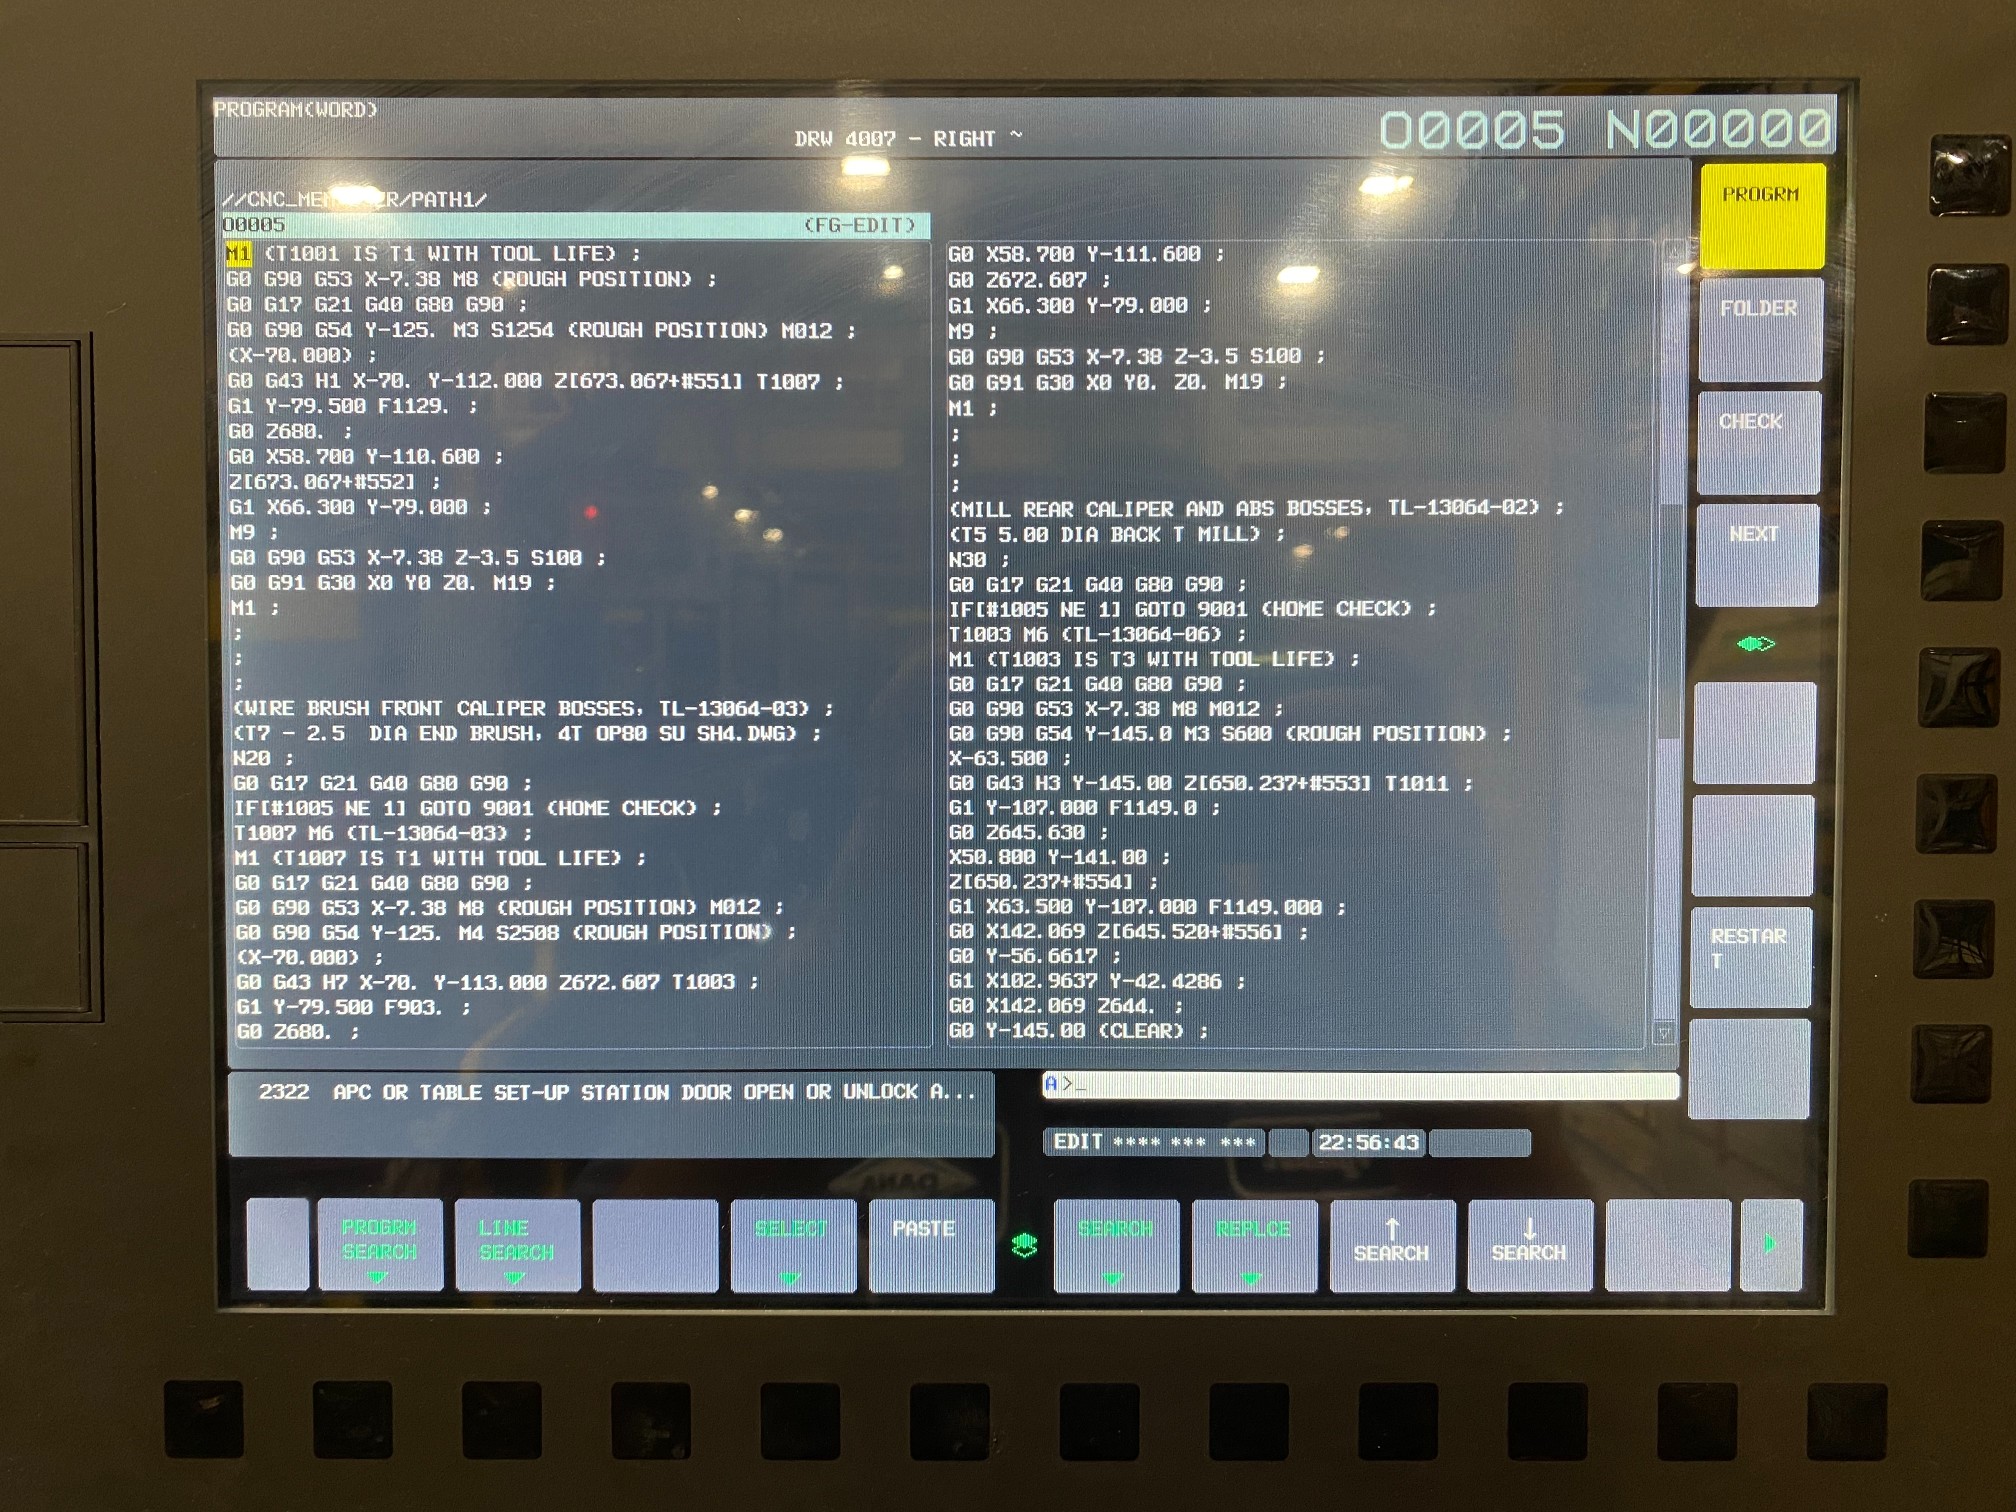 PROGRAM(WORD)
DRW 4007 - RIGHT ~
O0005 N00000
//CNC_ME R/PATH1/
O0005 (FG-EDIT)
M1 (T1001 IS T1 WITH TOOL LIFE) ;
G0 G90 G53 X-7.38 M8 (ROUGH POSITION) ;
G0 G17 G21 G40 G80 G90 ;
G0 G90 G54 Y-125. M3 S1254 (ROUGH POSITION) M012 ;
(X-70.000) ;
G0 G43 H1 X-70. Y-112.000 Z[673.067+#551] T1007 ;
G1 Y-79.500 F1129. ;
G0 Z680. ;
G0 X58.700 Y-110.600 ;
Z[673.067+#552] ;
G1 X66.300 Y-79.000 ;
M9 ;
G0 G90 G53 X-7.38 Z-3.5 S100 ;
G0 G91 G30 X0 Y0 Z0. M19 ;
M1 ;
;
;
;
(WIRE BRUSH FRONT CALIPER BOSSES, TL-13064-03) ;
(T7 - 2.5  DIA END BRUSH, 4T OP80 SU SH4.DWG) ;
N20 ;
G0 G17 G21 G40 G80 G90 ;
IF[#1005 NE 1] GOTO 9001 (HOME CHECK) ;
T1007 M6 (TL-13064-03) ;
M1 (T1007 IS T1 WITH TOOL LIFE) ;
G0 G17 G21 G40 G80 G90 ;
G0 G90 G53 X-7.38 M8 (ROUGH POSITION) M012 ;
G0 G90 G54 Y-125. M4 S2508 (ROUGH POSITION) ;
(X-70.000) ;
G0 G43 H7 X-70. Y-113.000 Z672.607 T1003 ;
G1 Y-79.500 F903. ;
G0 Z680. ;
G0 X58.700 Y-111.600 ;
G0 Z672.607 ;
G1 X66.300 Y-79.000 ;
M9 ;
G0 G90 G53 X-7.38 Z-3.5 S100 ;
G0 G91 G30 X0 Y0. Z0. M19 ;
M1 ;
;
;
;
(MILL REAR CALIPER AND ABS BOSSES, TL-13064-02) ;
(T5 5.00 DIA BACK T MILL) ;
N30 ;
G0 G17 G21 G40 G80 G90 ;
IF[#1005 NE 1] GOTO 9001 (HOME CHECK) ;
T1003 M6 (TL-13064-06) ;
M1 (T1003 IS T3 WITH TOOL LIFE) ;
G0 G17 G21 G40 G80 G90 ;
G0 G90 G53 X-7.38 M8 M012 ;
G0 G90 G54 Y-145.0 M3 S600 (ROUGH POSITION) ;
X-63.500 ;
G0 G43 H3 Y-145.00 Z[650.237+#553] T1011 ;
G1 Y-107.000 F1149.0 ;
G0 Z645.630 ;
X50.800 Y-141.00 ;
Z[650.237+#554] ;
G1 X63.500 Y-107.000 F1149.000 ;
G0 X142.069 Z[645.520+#556] ;
G0 Y-56.6617 ;
G1 X102.9637 Y-42.4286 ;
G0 X142.069 Z644. ;
G0 Y-145.00 (CLEAR) ;
PROGRM
FOLDER
CHECK
NEXT
RESTAR
T
2322  APC OR TABLE SET-UP STATION DOOR OPEN OR UNLOCK A...
A >_
EDIT **** *** ***
22:56:43
PROGRM
SEARCH
LINE
SEARCH
SELECT
PASTE
SEARCH
REPLCE
↑
SEARCH
↓
SEARCH